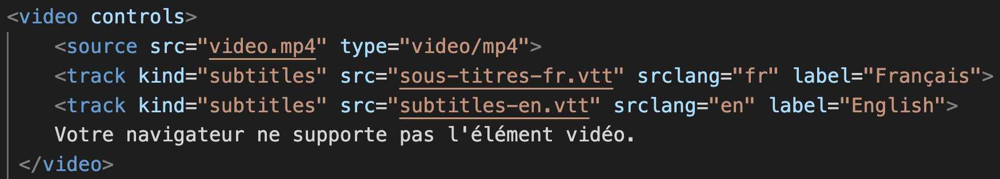 <video controls>
<source src="video.mp4" type="video/mp4">
<track kind="subtitles" src="sous-titres-fr.vtt" srclang="fr" label="Français">
<track kind="subtitles" src="subtitles-en.vtt" srclang="en" label="English">
Votre navigateur ne supporte pas l'élément vidéo.
</video>